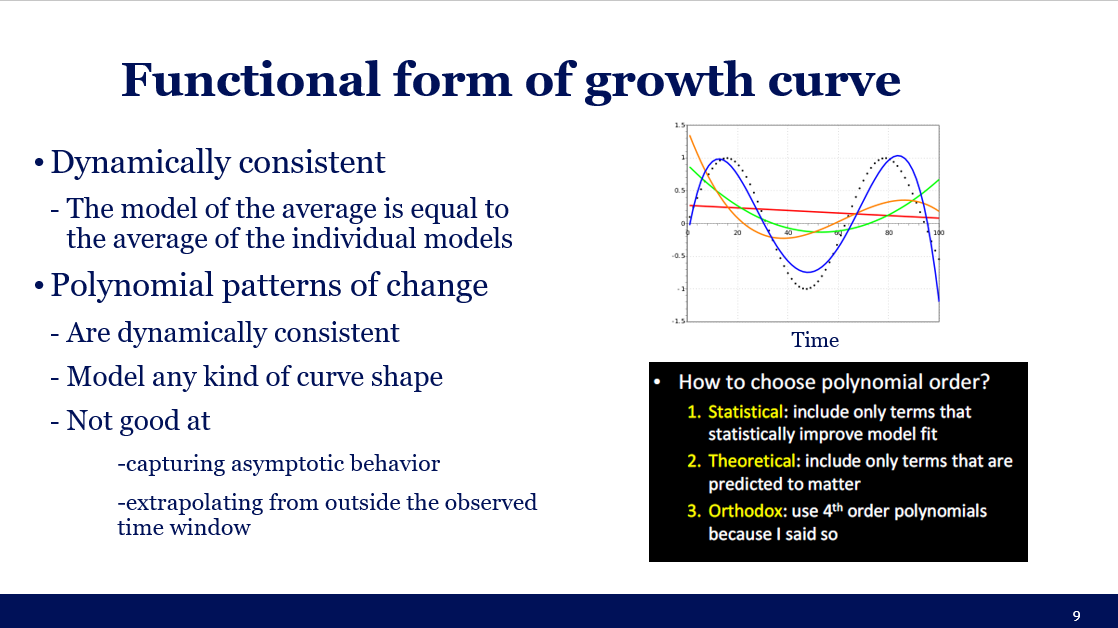 Functional form of growth curve
• Dynamically consistent
- The model of the average is equal to
the average of the individual models
• Polynomial patterns of change
- Are dynamically consistent
- Model any kind of curve shape
- Not good at
-capturing asymptotic behavior
-extrapolating from outside the observed
time window
1.5
1
0.5
0
-0.5
-1
-1.5
0 20 40 60 80 100
Time
• How to choose polynomial order?
1. Statistical: include only terms that
statistically improve model fit
2. Theoretical: include only terms that are
predicted to matter
3. Orthodox: use 4th order polynomials
because I said so
9